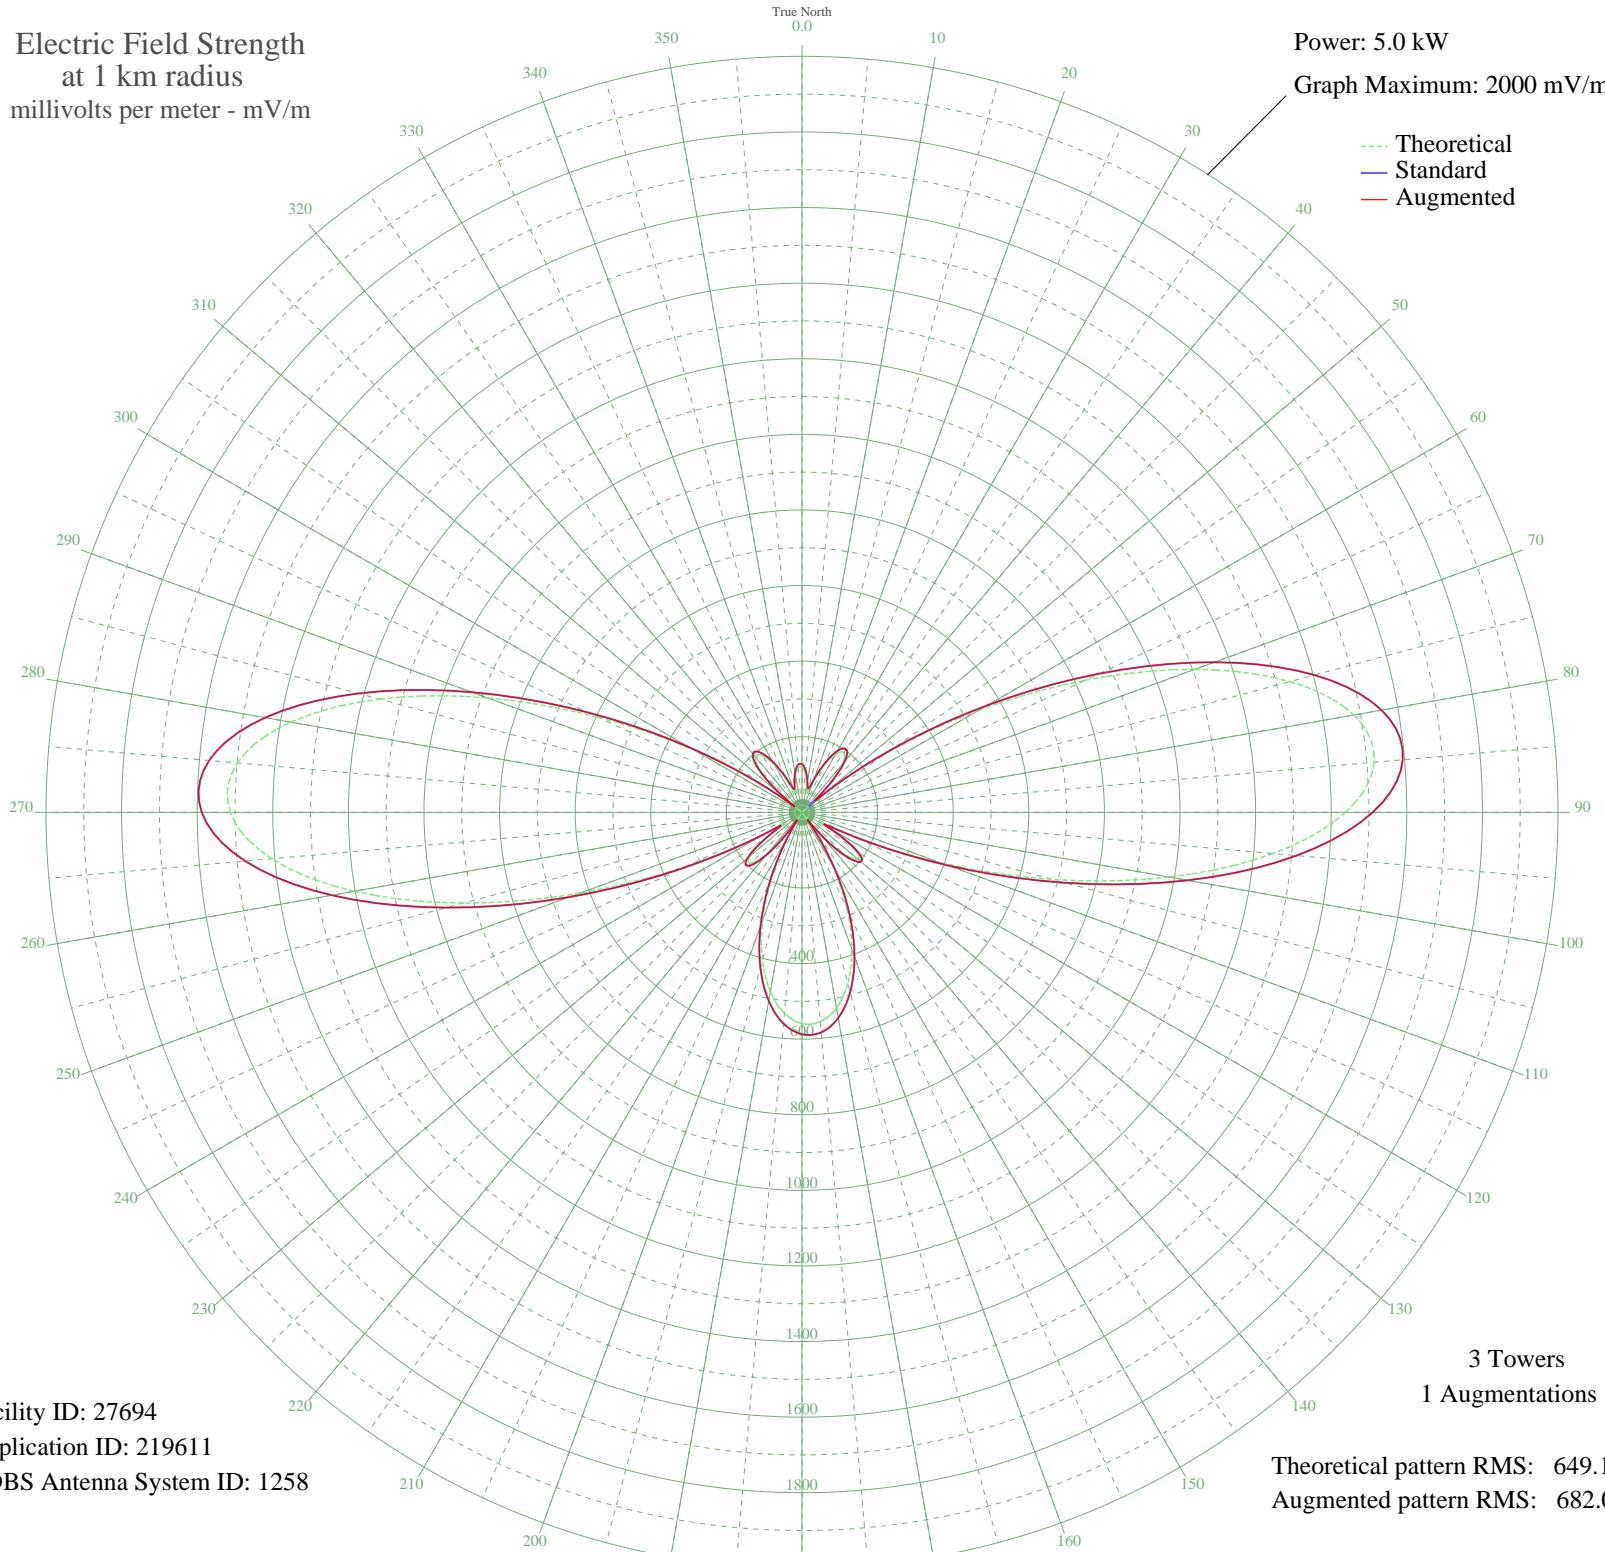 Electric Field Strength
at 1 km radius
millivolts per meter - mV/m
True North
0.0
10
20
30
40
50
60
70
80
90
100
110
120
130
140
150
160
200
210
220
230
240
250
260
270
280
290
300
310
320
330
340
350
Power: 5.0 kW
Graph Maximum: 2000 mV/m
Theoretical
Standard
Augmented
400
600
800
1000
1200
1400
1600
1800
3 Towers
1 Augmentations
cility ID: 27694
plication ID: 219611
DBS Antenna System ID: 1258
Theoretical pattern RMS: 649.1
Augmented pattern RMS: 682.0